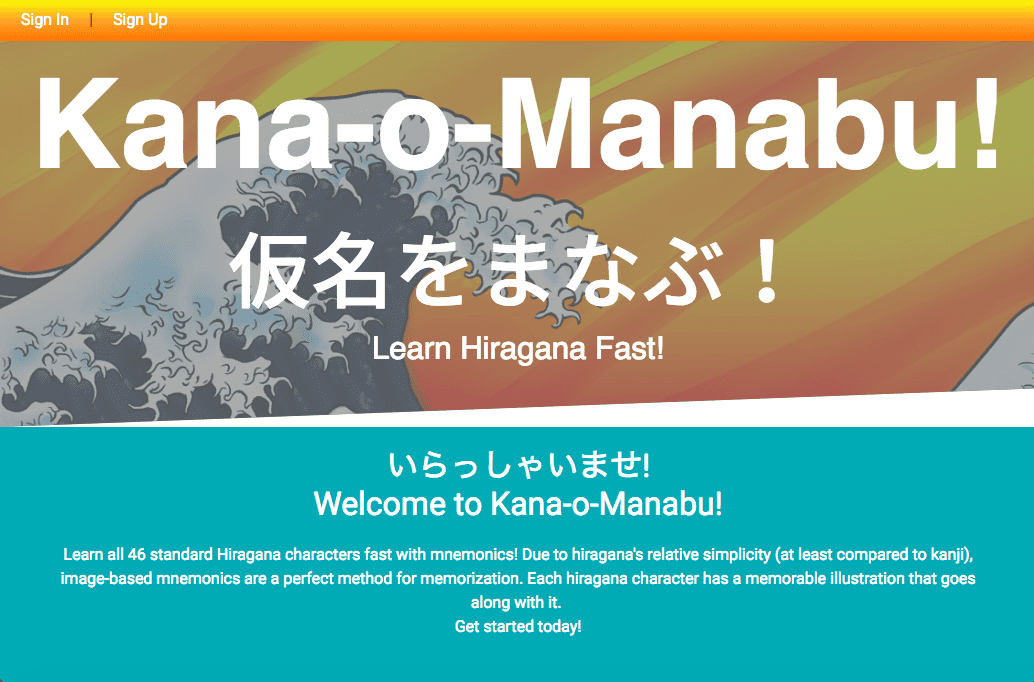 Sign In | Sign Up
Kana-o-Manabu!
仮名をまなぶ！
Learn Hiragana Fast!
いらっしゃいませ!
Welcome to Kana-o-Manabu!
Learn all 46 standard Hiragana characters fast with mnemonics! Due to hiragana's relative simplicity (at least compared to kanji),
image-based mnemonics are a perfect method for memorization. Each hiragana character has a memorable illustration that goes
along with it.
Get started today!